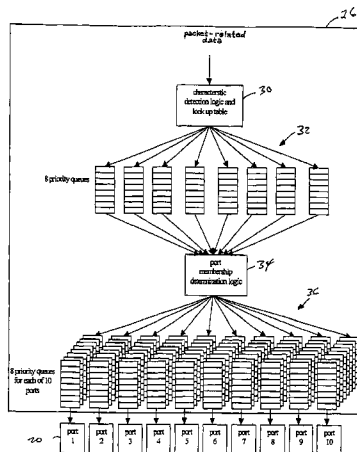 26
packet-related
data
characterstic
detection logic and
look up table
30
32
8 priority queues
port
membership
determination logic
34
36
8 priority queues
for each of 10
ports
20
port
1
port
2
port
3
port
4
port
5
port
6
port
7
port
8
port
9
port
10